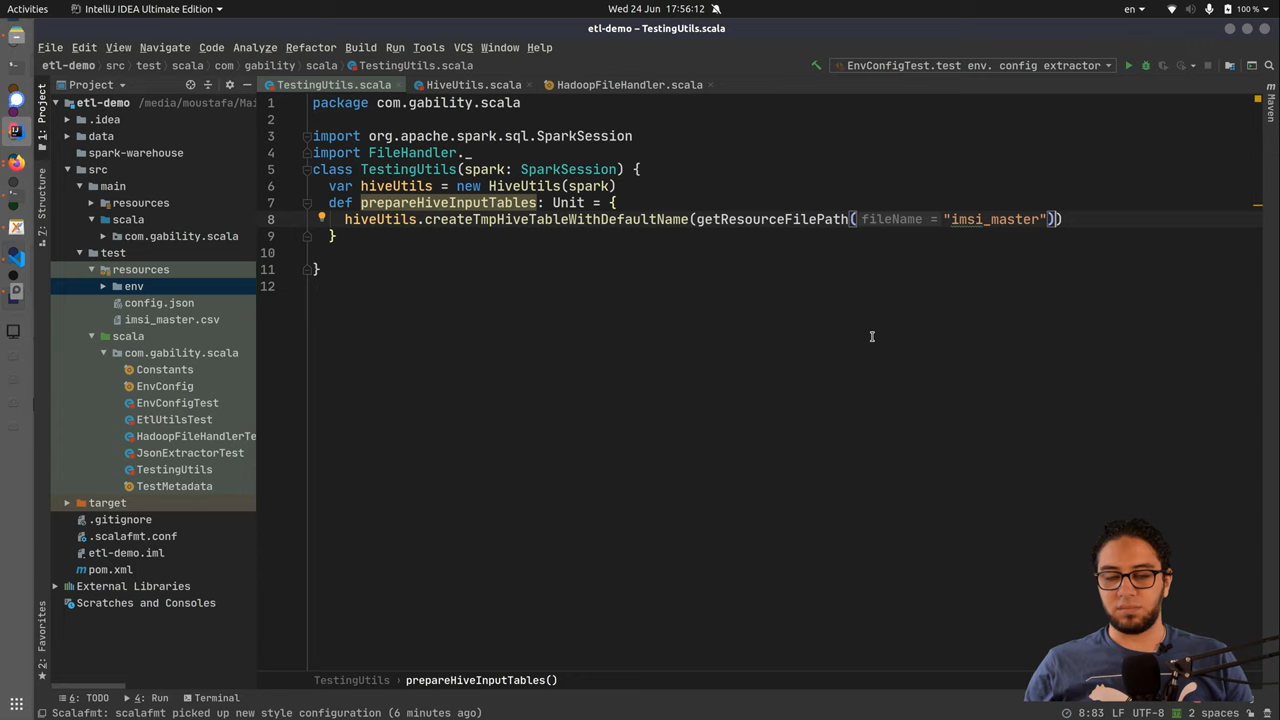 Activities
IntelliJ IDEA Ultimate Edition
Wed 24 Jun 17:56:12
en
100 %
etl-demo – TestingUtils.scala
File Edit View Navigate Code Analyze Refactor Build Run Tools VCS Window Help
etl-demo src test scala com gability scala TestingUtils.scala
EnvConfigTest.test env. config extractor
Project
TestingUtils.scala
HiveUtils.scala
HadoopFileHandler.scala
1: Project
7: Structure
2: Favorites
Maven
etl-demo /media/moustafa/Mai
.idea
data
spark-warehouse
src
main
resources
scala
com.gability.scala
test
resources
env
config.json
imsi_master.csv
scala
com.gability.scala
Constants
EnvConfig
EnvConfigTest
EtlUtilsTest
HadoopFileHandlerTe
JsonExtractorTest
TestingUtils
TestMetadata
target
.gitignore
.scalafmt.conf
etl-demo.iml
pom.xml
External Libraries
Scratches and Consoles
1 package com.gability.scala
2
3 import org.apache.spark.sql.SparkSession
4 import FileHandler._
5 class TestingUtils(spark: SparkSession) {
6 var hiveUtils = new HiveUtils(spark)
7 def prepareHiveInputTables: Unit = {
8 hiveUtils.createTmpHiveTableWithDefaultName(getResourceFilePath( fileName = "imsi_master"))
9 }
10
11 }
12
TestingUtils prepareHiveInputTables()
6: TODO 4: Run Terminal
Scalafmt: scalafmt picked up new style configuration (6 minutes ago)
8:83 LF UTF-8 2 spaces